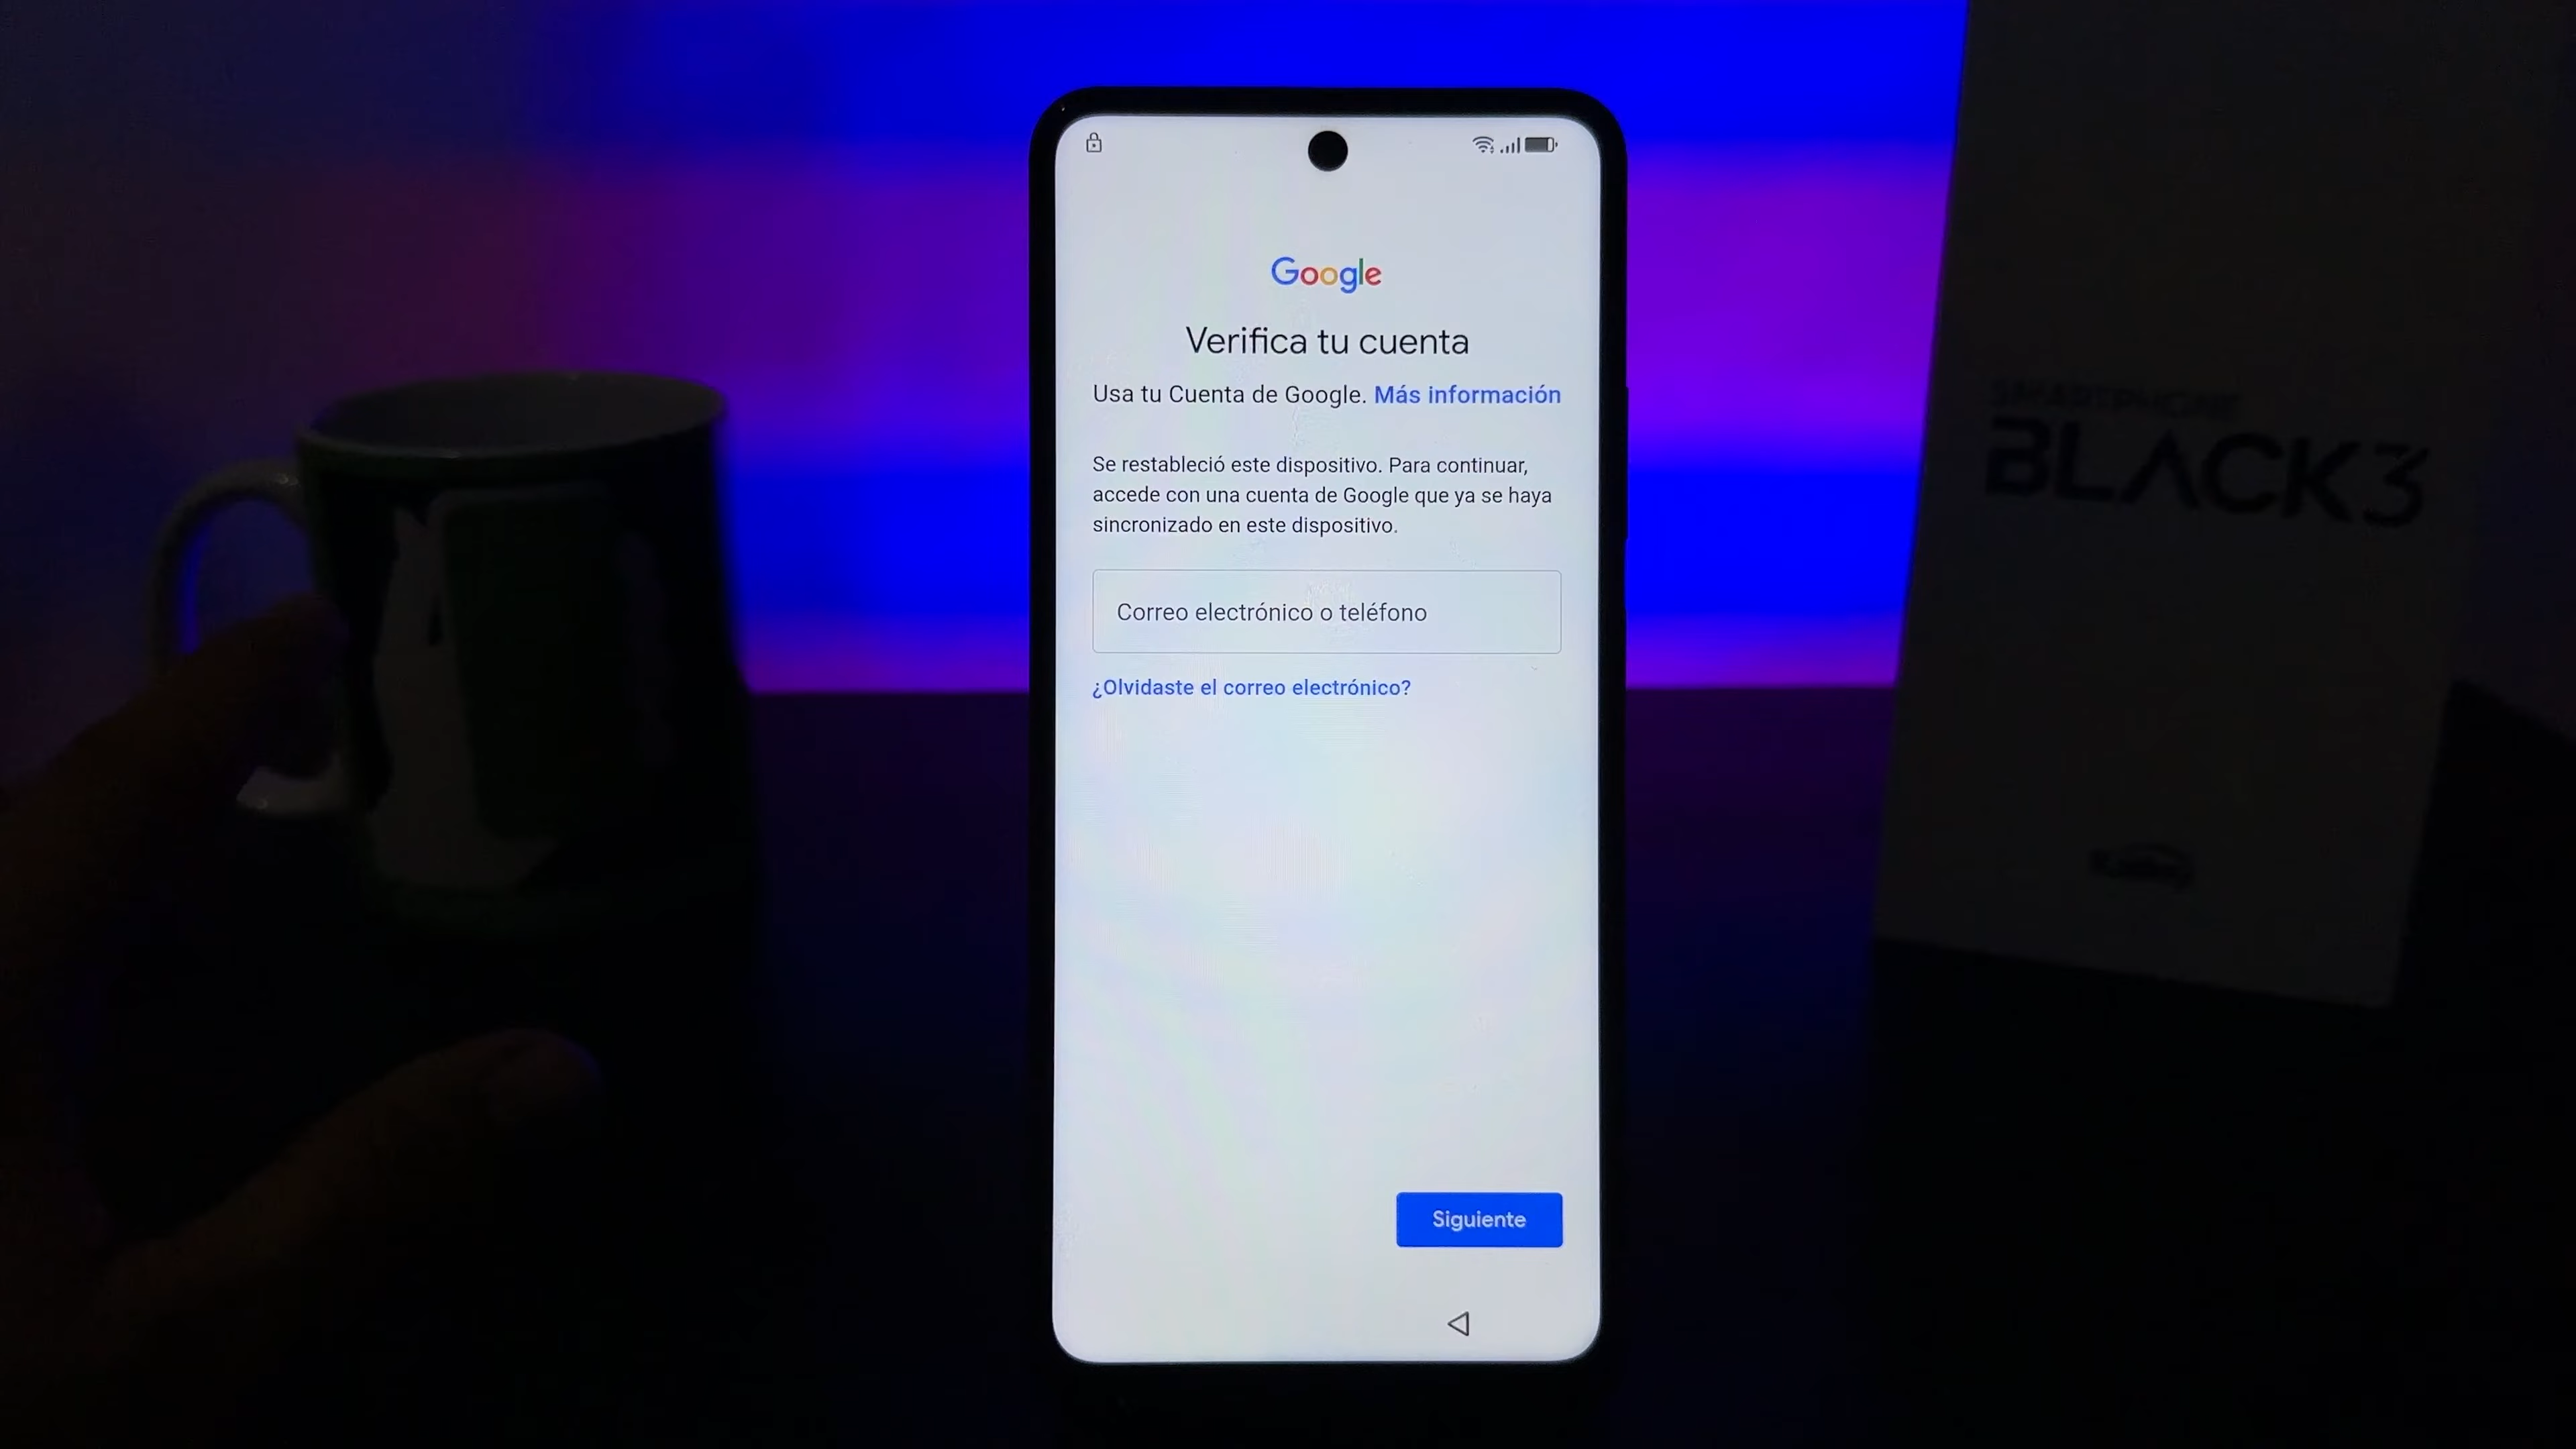 Google
Verifica tu cuenta
Usa tu Cuenta de Google. Más información
Se restableció este dispositivo. Para continuar,
accede con una cuenta de Google que ya se haya
sincronizado en este dispositivo.
Correo electrónico o teléfono
¿Olvidaste el correo electrónico?
Siguiente
SMARTPHONE
BLACK3